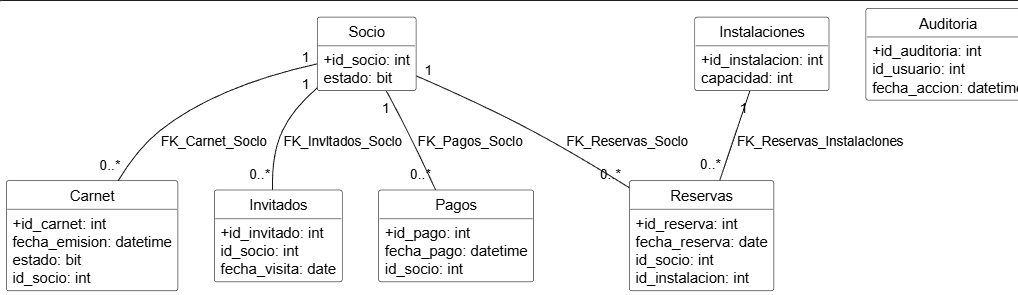 Socio
+id_socio: int
estado: bit
Instalaciones
+id_instalacion: int
capacidad: int
Auditoria
+id_auditoria: int
id_usuario: int
fecha_accion: datetime
1
1
1
1
1
FK_Carnet_Socio
FK_Invitados_Socio
FK_Pagos_Socio
FK_Reservas_Socio
FK_Reservas_Instalaciones
0..*
0..*
0..*
0..*
0..*
Carnet
+id_carnet: int
fecha_emision: datetime
estado: bit
id_socio: int
Invitados
+id_invitado: int
id_socio: int
fecha_visita: date
Pagos
+id_pago: int
fecha_pago: datetime
id_socio: int
Reservas
+id_reserva: int
fecha_reserva: date
id_socio: int
id_instalacion: int